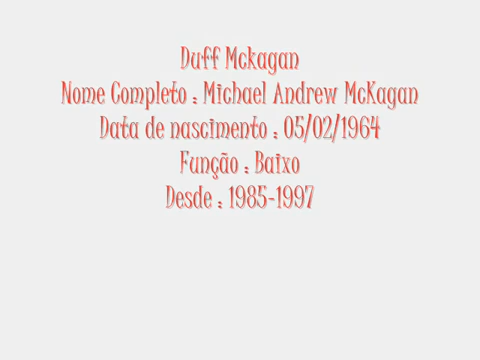 Duff Mckagan
Nome Completo : Michael Andrew McKagan
Data de nascimento : 05/02/1964
Função : Baixo
Desde : 1985-1997